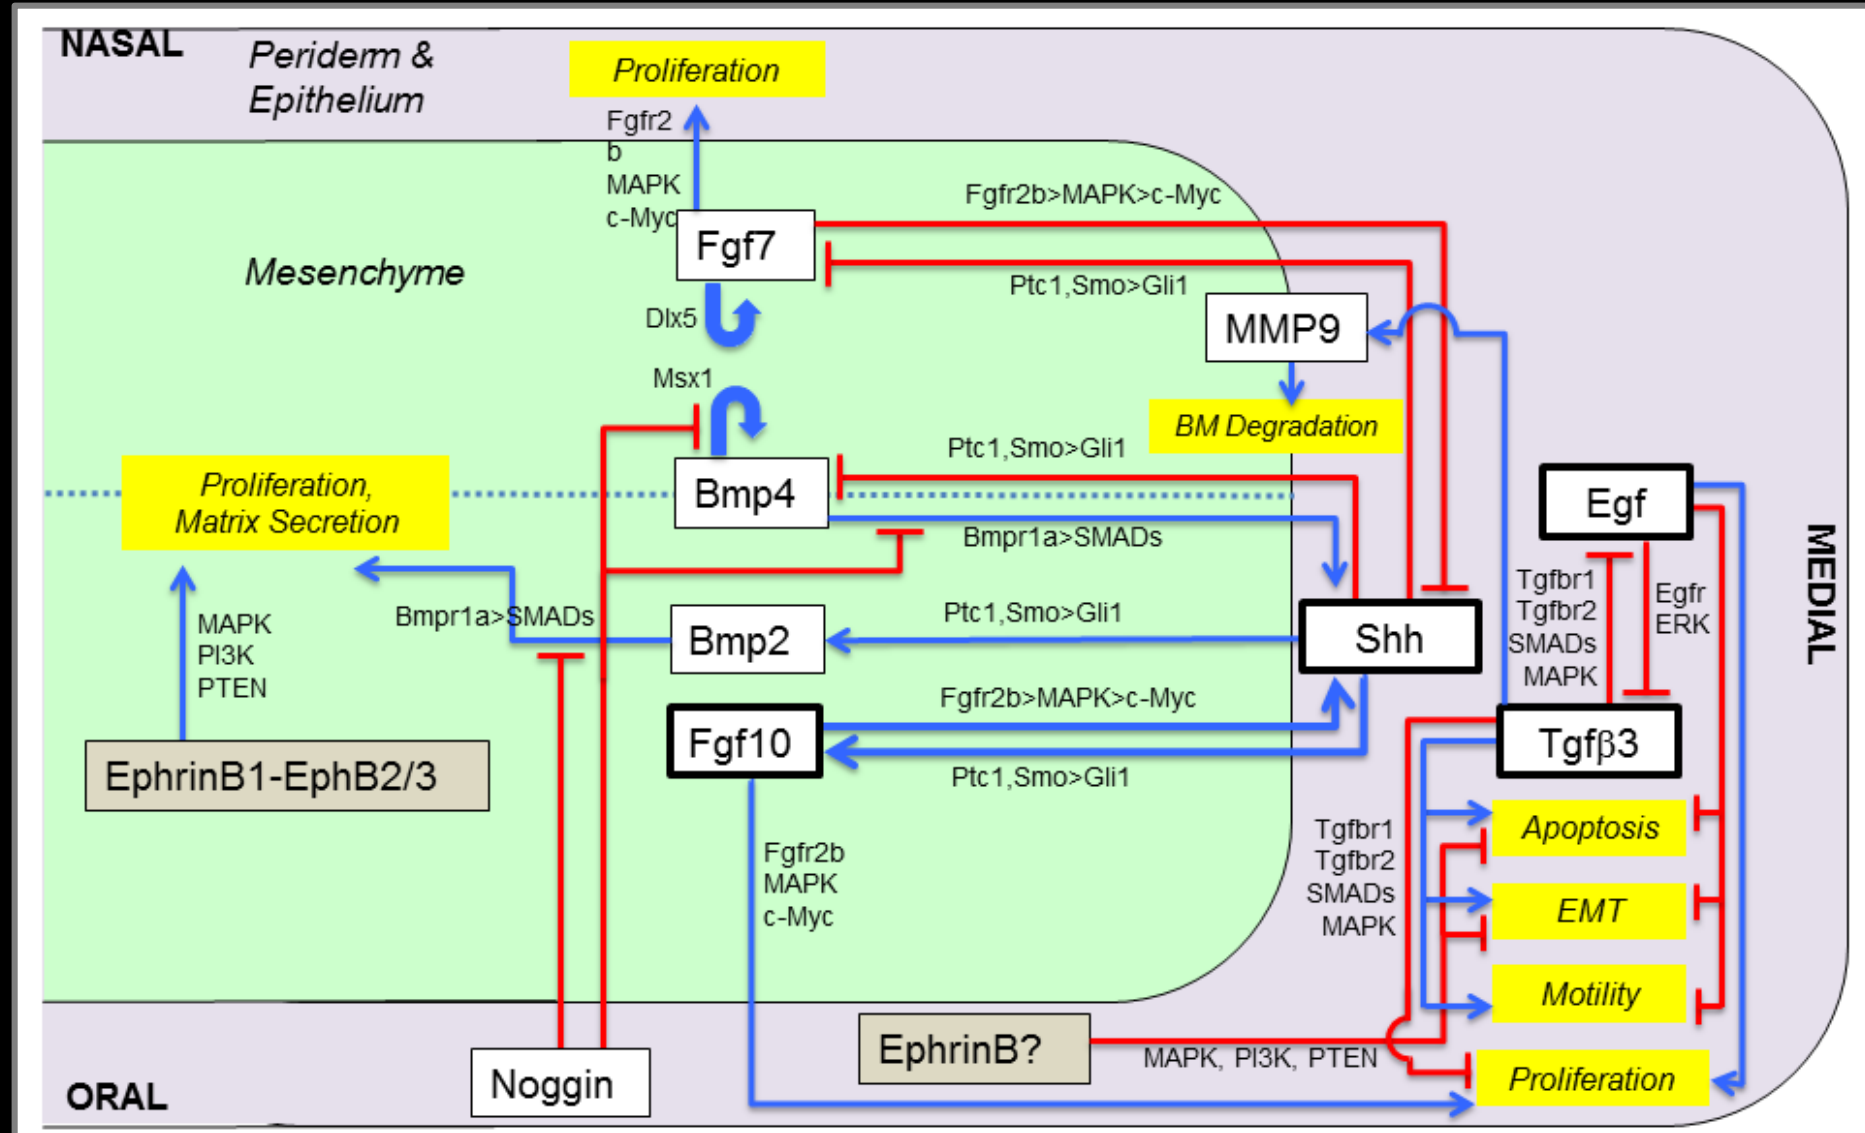 NASAL
Periderm &
Epithelium
Proliferation
Fgfr2
b
MAPK
c-Myc
Fgfr2b>MAPK>c-Myc
Fgf7
Mesenchyme
Ptc1,Smo>Gli1
Dlx5
MMP9
Msx1
BM Degradation
Ptc1,Smo>Gli1
Proliferation,
Matrix Secretion
Bmp4
Egf
Bmpr1a>SMADs
MEDIAL
Tgfbr1
Tgfbr2
SMADs
MAPK
Egfr
ERK
Bmpr1a>SMADs
MAPK
PI3K
PTEN
Ptc1,Smo>Gli1
Bmp2
Shh
Fgfr2b>MAPK>c-Myc
Fgf10
Tgfβ3
EphrinB1-EphB2/3
Ptc1,Smo>Gli1
Tgfbr1
Tgfbr2
SMADs
MAPK
Apoptosis
Fgfr2b
MAPK
c-Myc
EMT
Motility
EphrinB?
MAPK, PI3K, PTEN
Proliferation
Noggin
ORAL